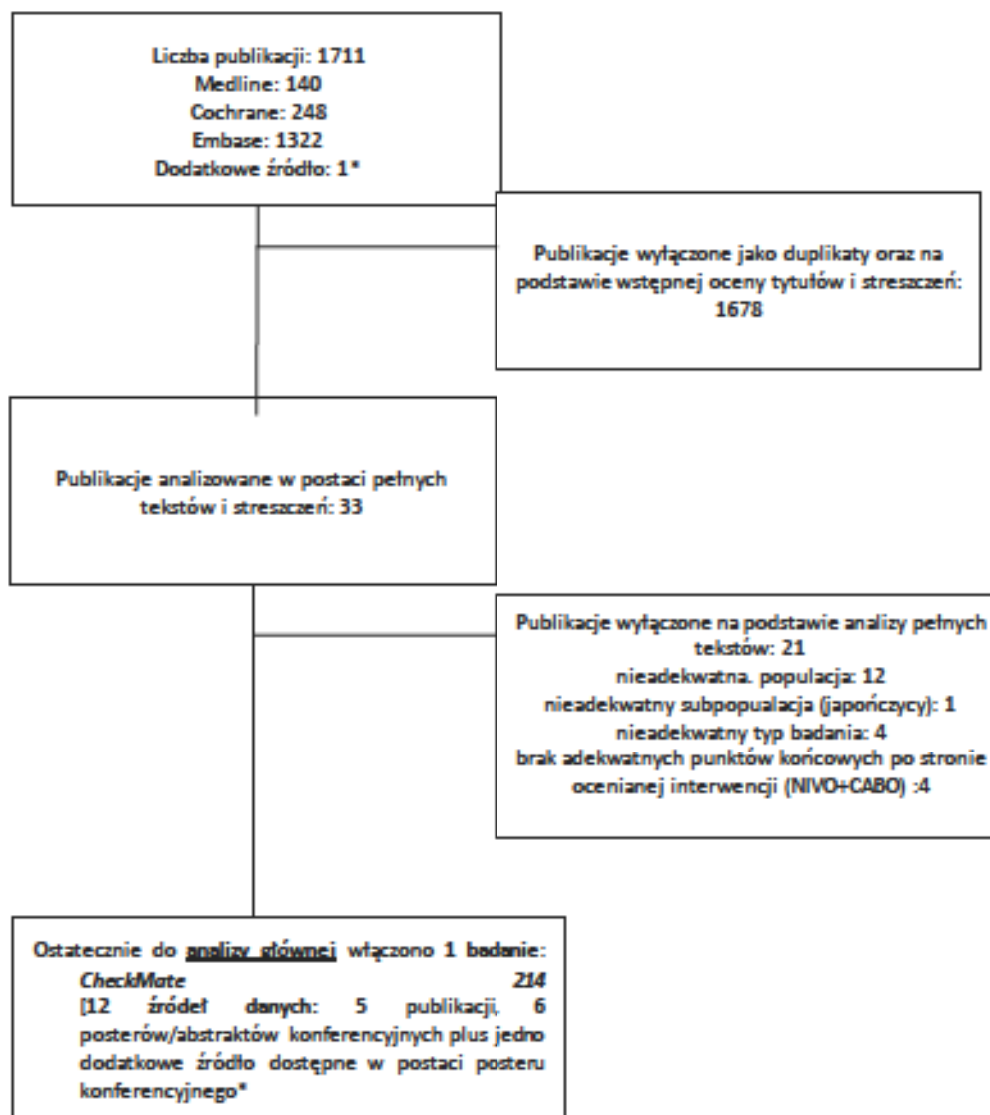 Liczba publikacji: 1711
Medline: 140
Cochrane: 248
Embase: 1322
Dodatkowe źródło: 1*
Publikacje wyłączone jako duplikaty oraz na
podstawie wstępnej oceny tytułów i streszczeń:
1678
Publikacje analizowane w postaci pełnych
tekstów i streszczeń: 33
Publikacje wyłączone na podstawie analizy pełnych
tekstów: 21
nieadekwatna. populacja: 12
nieadekwatny subpopualacja (japończycy): 1
nieadekwatny typ badania: 4
brak adekwatnych punktów końcowych po stronie
ocenianej interwencji (NIVO+CABO) :4
Ostatecznie do analizy głównej włączono 1 badanie:
CheckMate 214
[12 źródeł danych: 5 publikacji, 6
posterów/abstraktów konferencyjnych plus jedno
dodatkowe źródło dostępne w postaci posteru
konferencyjnego*